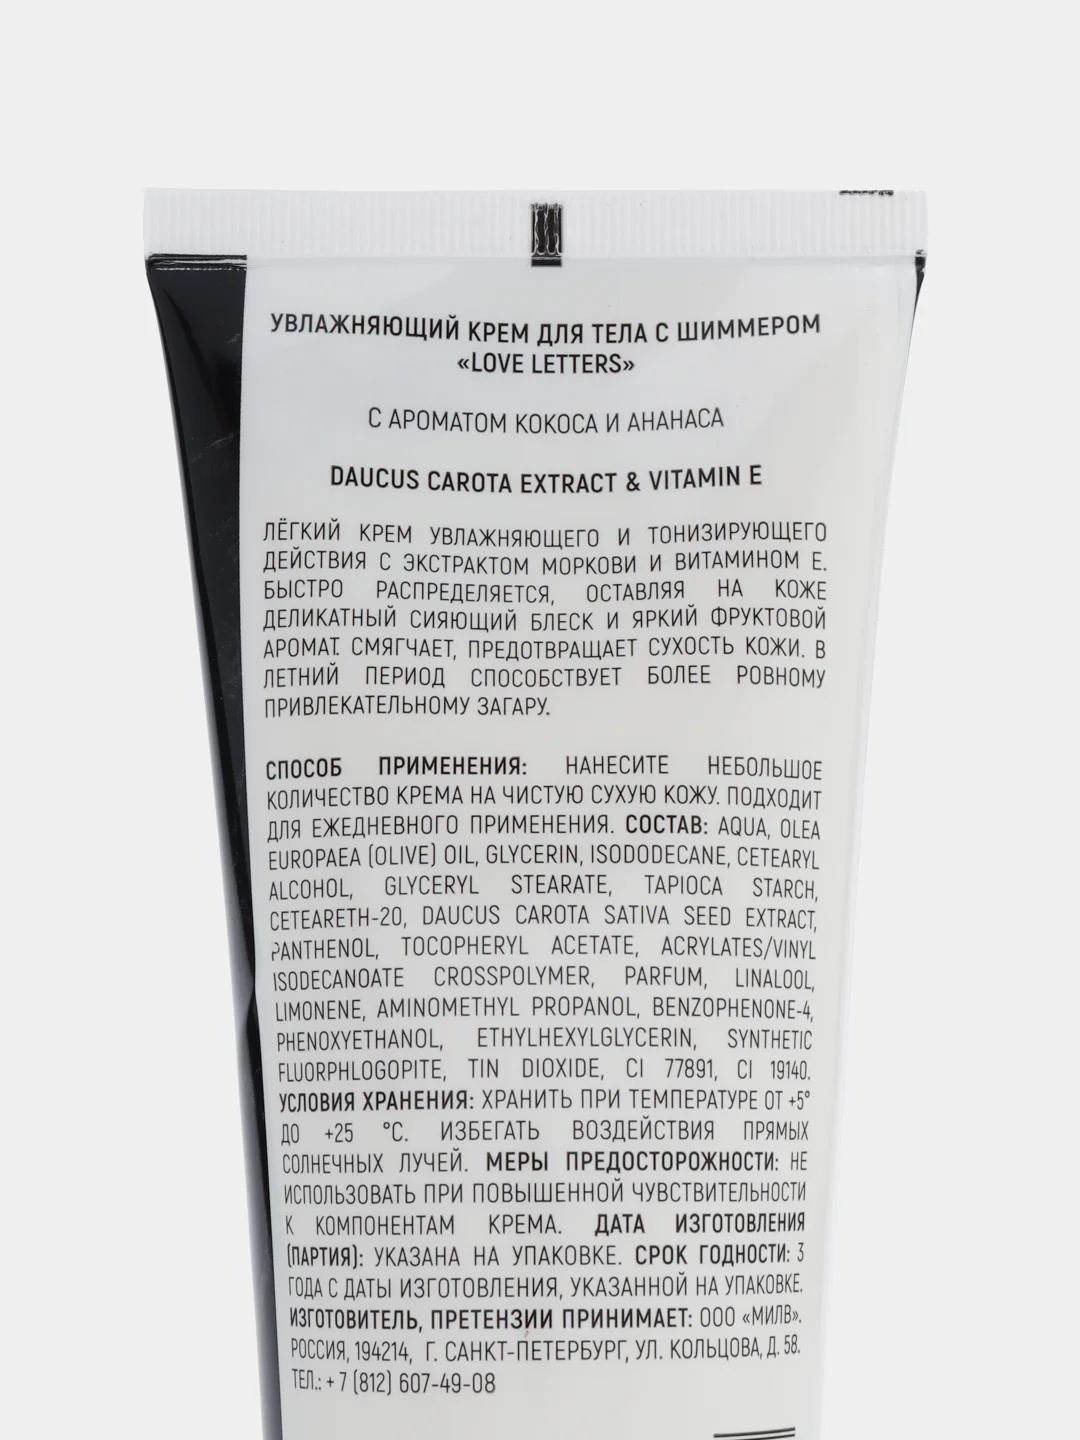 УВЛАЖНЯЮЩИЙ КРЕМ ДЛЯ ТЕЛА С ШИММЕРОМ
«LOVE LETTERS»
С АРОМАТОМ КОКОСА И АНАНАСА
DAUCUS CAROTA EXTRACT & VITAMIN E
ЛЁГКИЙ КРЕМ УВЛАЖНЯЮЩЕГО И ТОНИЗИРУЮЩЕГО
ДЕЙСТВИЯ С ЭКСТРАКТОМ МОРКОВИ И ВИТАМИНОМ Е.
БЫСТРО РАСПРЕДЕЛЯЕТСЯ, ОСТАВЛЯЯ НА КОЖЕ
ДЕЛИКАТНЫЙ СИЯЮЩИЙ БЛЕСК И ЯРКИЙ ФРУКТОВОЙ
АРОМАТ. СМЯГЧАЕТ, ПРЕДОТВРАЩАЕТ СУХОСТЬ КОЖИ. В
ЛЕТНИЙ ПЕРИОД СПОСОБСТВУЕТ БОЛЕЕ РОВНОМУ
ПРИВЛЕКАТЕЛЬНОМУ ЗАГАРУ.
СПОСОБ ПРИМЕНЕНИЯ: НАНЕСИТЕ НЕБОЛЬШОЕ
КОЛИЧЕСТВО КРЕМА НА ЧИСТУЮ СУХУЮ КОЖУ. ПОДХОДИТ
ДЛЯ ЕЖЕДНЕВНОГО ПРИМЕНЕНИЯ. СОСТАВ: AQUA, OLEA
EUROPAEA (OLIVE) OIL, GLYCERIN, ISODODECANE, CETEARYL
ALCOHOL, GLYCERYL STEARATE, TAPIOCA STARCH,
CETEARETH-20, DAUCUS CAROTA SATIVA SEED EXTRACT,
PANTHENOL, TOCOPHERYL ACETATE, ACRYLATES/VINYL
ISODECANOATE CROSSPOLYMER, PARFUM, LINALOOL,
LIMONENE, AMINOMETHYL PROPANOL, BENZOPHENONE-4,
PHENOXYETHANOL, ETHYLHEXYLGLYCERIN, SYNTHETIC
FLUORPHLOGOPITE, TIN DIOXIDE, CI 77891, CI 19140.
УСЛОВИЯ ХРАНЕНИЯ: ХРАНИТЬ ПРИ ТЕМПЕРАТУРЕ ОТ +5°
ДО +25 °С. ИЗБЕГАТЬ ВОЗДЕЙСТВИЯ ПРЯМЫХ
СОЛНЕЧНЫХ ЛУЧЕЙ. МЕРЫ ПРЕДОСТОРОЖНОСТИ: НЕ
ИСПОЛЬЗОВАТЬ ПРИ ПОВЫШЕННОЙ ЧУВСТВИТЕЛЬНОСТИ
К КОМПОНЕНТАМ КРЕМА. ДАТА ИЗГОТОВЛЕНИЯ
(ПАРТИЯ): УКАЗАНА НА УПАКОВКЕ. СРОК ГОДНОСТИ: 3
ГОДА С ДАТЫ ИЗГОТОВЛЕНИЯ, УКАЗАННОЙ НА УПАКОВКЕ.
ИЗГОТОВИТЕЛЬ, ПРЕТЕНЗИИ ПРИНИМАЕТ: ООО «МИЛВ».
РОССИЯ, 194214, Г. САНКТ-ПЕТЕРБУРГ, УЛ. КОЛЬЦОВА, Д. 58.
ТЕЛ.: +7 (812) 607-49-08